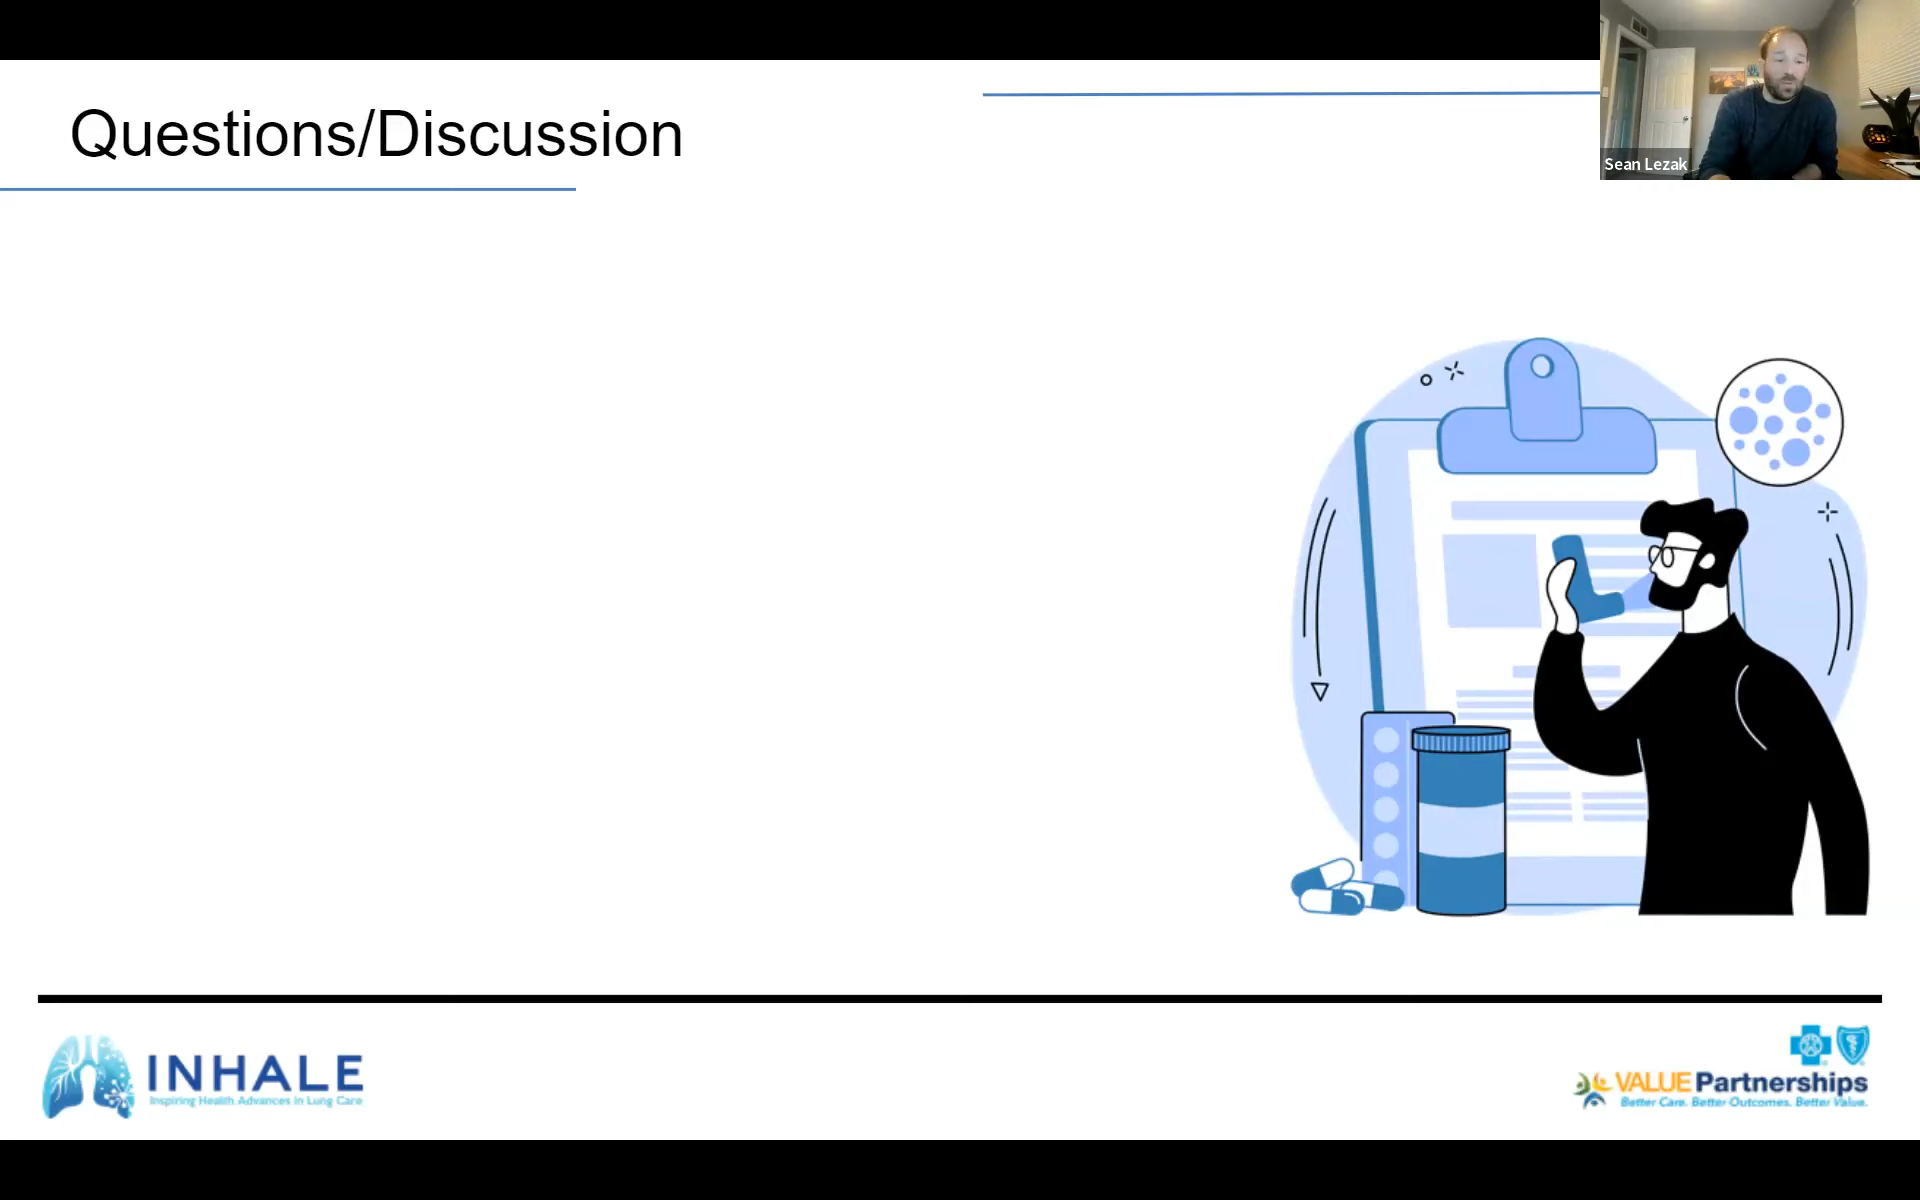 Questions/Discussion
Sean Lezak
INHALE
Inspiring Health Advances in Lung Care
VALUE Partnerships
Better Care. Better Outcomes. Better Value.